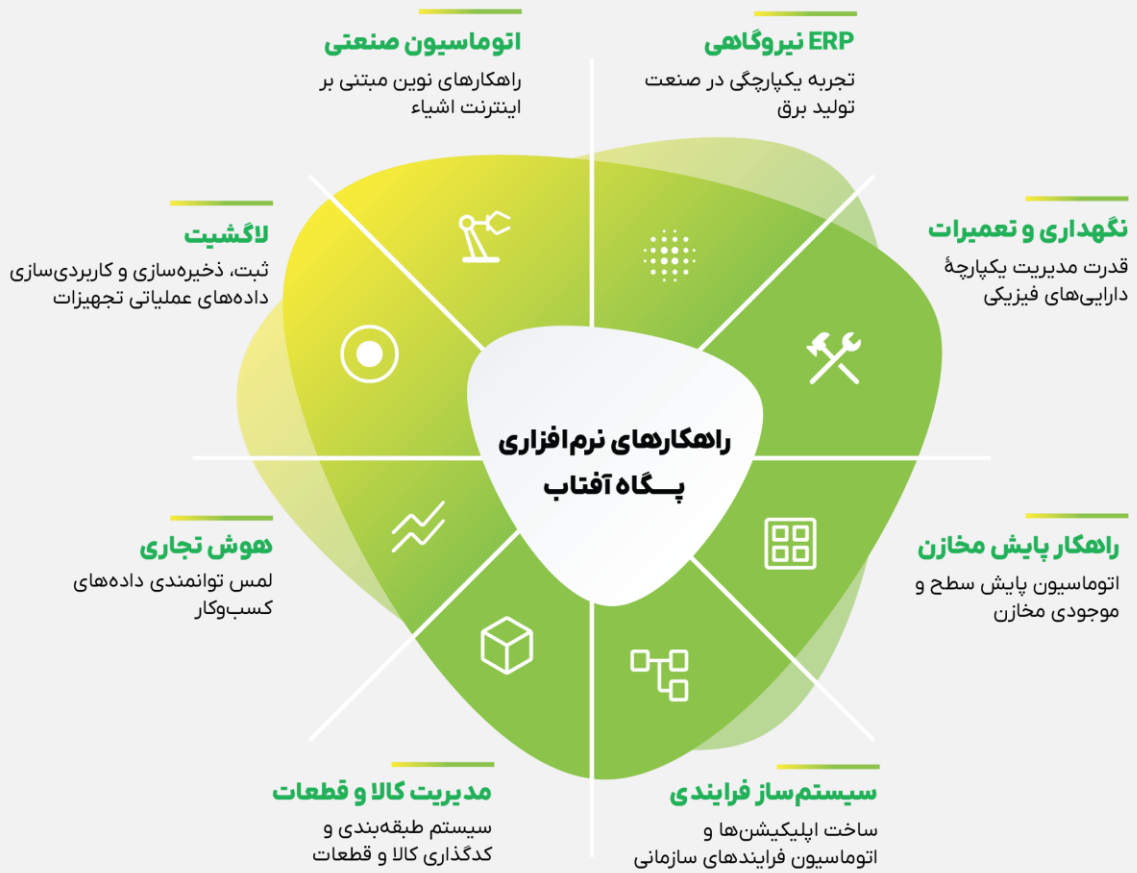 ERP نیروگاهی
تجربه یکپارچگی در صنعت
تولید برق
اتوماسیون صنعتی
راهکارهای نوین مبتنی بر
اینترنت اشیاء
نگهداری و تعمیرات
قدرت مدیریت یکپارچهٔ
دارایی‌های فیزیکی
لاگشیت
ثبت، ذخیره‌سازی و کاربردی‌سازی
داده‌های عملیاتی تجهیزات
راهکارهای نرم‌افزاری
پـــگاه آفتاب
راهکار پایش مخازن
اتوماسیون پایش سطح و
موجودی مخازن
هوش تجاری
لمس توانمندی داده‌های
کسب‌وکار
سیستم‌ساز فرایندی
ساخت اپلیکیشن‌ها و
اتوماسیون فرایندهای سازمانی
مدیریت کالا و قطعات
سیستم طبقه‌بندی و
کدگذاری کالا و قطعات